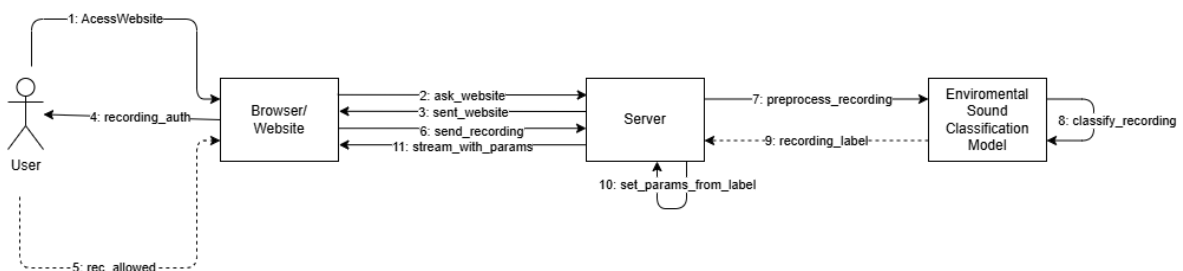 1: AcessWebsite
Browser/
Website
2: ask_website
3: sent_website
6: send_recording
11: stream_with_params
4: recording_auth
User
5: rec_allowed
Server
10: set_params_from_label
7: preprocess_recording
9: recording_label
Enviromental
Sound
Classification
Model
8: classify_recording